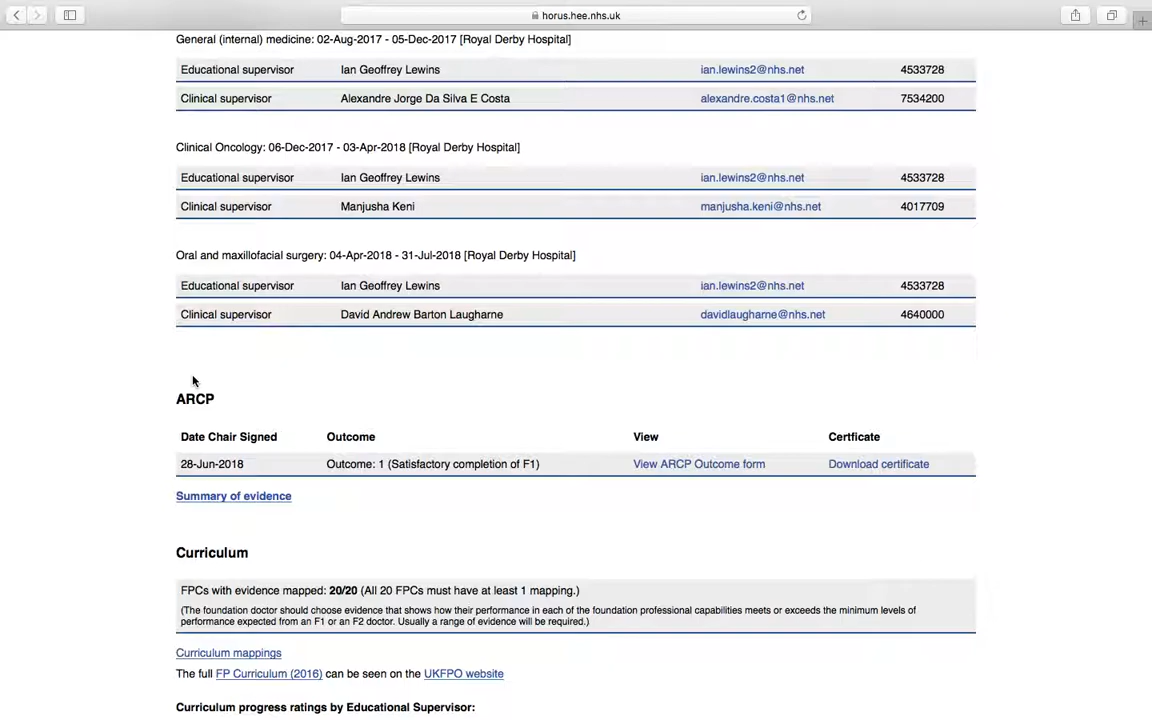 horus.hee.nhs.uk
General (internal) medicine: 02-Aug-2017 - 05-Dec-2017 [Royal Derby Hospital]
Educational supervisor Ian Geoffrey Lewins ian.lewins2@nhs.net 4533728
Clinical supervisor Alexandre Jorge Da Silva E Costa alexandre.costa1@nhs.net 7534200
Clinical Oncology: 06-Dec-2017 - 03-Apr-2018 [Royal Derby Hospital]
Educational supervisor Ian Geoffrey Lewins ian.lewins2@nhs.net 4533728
Clinical supervisor Manjusha Keni manjusha.keni@nhs.net 4017709
Oral and maxillofacial surgery: 04-Apr-2018 - 31-Jul-2018 [Royal Derby Hospital]
Educational supervisor Ian Geoffrey Lewins ian.lewins2@nhs.net 4533728
Clinical supervisor David Andrew Barton Laugharne davidlaugharne@nhs.net 4640000
ARCP
Date Chair Signed Outcome View Certficate
28-Jun-2018 Outcome: 1 (Satisfactory completion of F1) View ARCP Outcome form Download certificate
Summary of evidence
Curriculum
FPCs with evidence mapped: 20/20 (All 20 FPCs must have at least 1 mapping.)
(The foundation doctor should choose evidence that shows how their performance in each of the foundation professional capabilities meets or exceeds the minimum levels of
performance expected from an F1 or an F2 doctor. Usually a range of evidence will be required.)
Curriculum mappings
The full FP Curriculum (2016) can be seen on the UKFPO website
Curriculum progress ratings by Educational Supervisor: